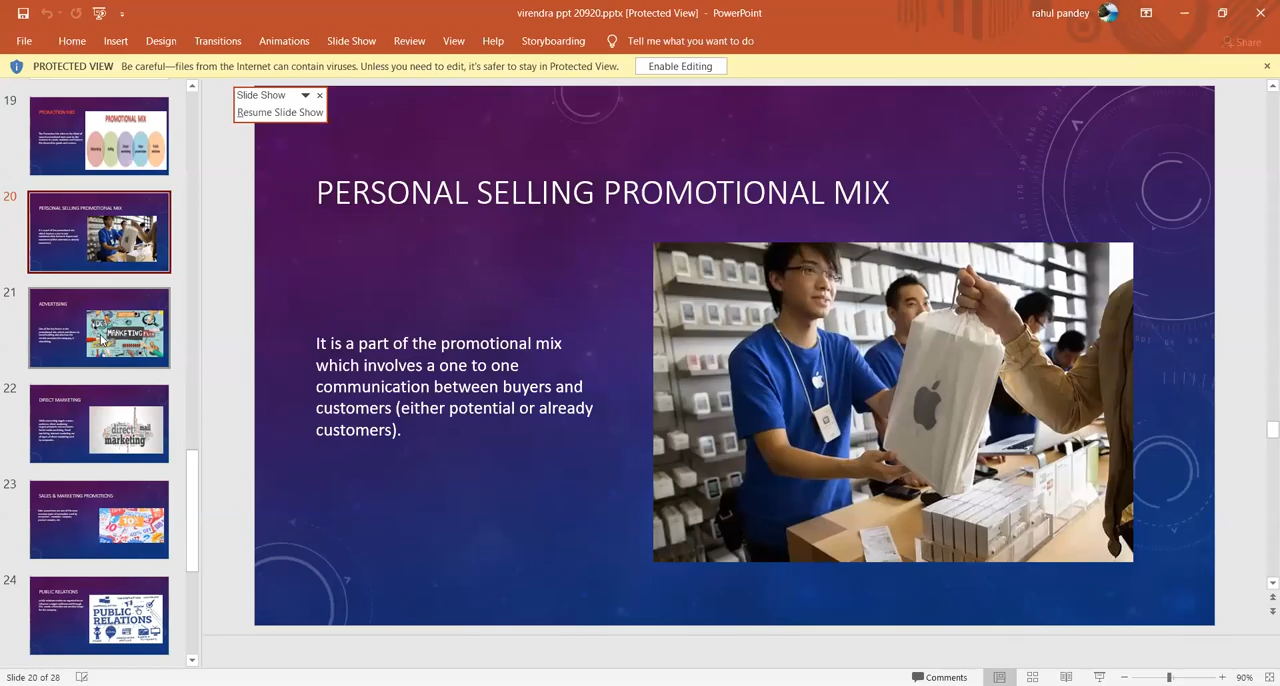 virendra ppt 20920.pptx [Protected View] - PowerPoint
rahul pandey
File Home Insert Design Transitions Animations Slide Show Review View Help Storyboarding Tell me what you want to do
Share
PROTECTED VIEW Be careful—files from the Internet can contain viruses. Unless you need to edit, it's safer to stay in Protected View. Enable Editing
Slide Show
Resume Slide Show
19
PROMOTION MIX
PROMOTIONAL MIX
20
PERSONAL SELLING PROMOTIONAL MIX
21
ADVERTISING
MARKETING
22
DIRECT MARKETING
direct mail
marketing
23
SALES & MARKETING PROMOTIONS
24
PUBLIC RELATIONS
PUBLIC
RELATIONS
PERSONAL SELLING PROMOTIONAL MIX
It is a part of the promotional mix
which involves a one to one
communication between buyers and
customers (either potential or already
customers).
Slide 20 of 28
Comments
90%